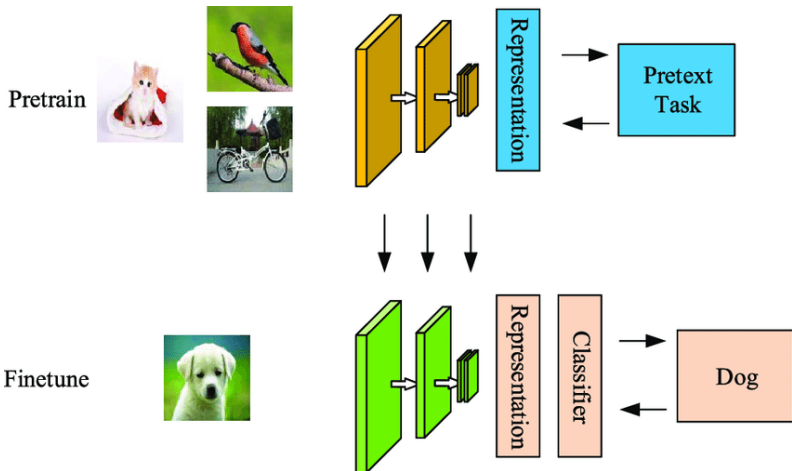 Pretrain
Representation
Pretext
Task
Finetune
Representation
Classifier
Dog